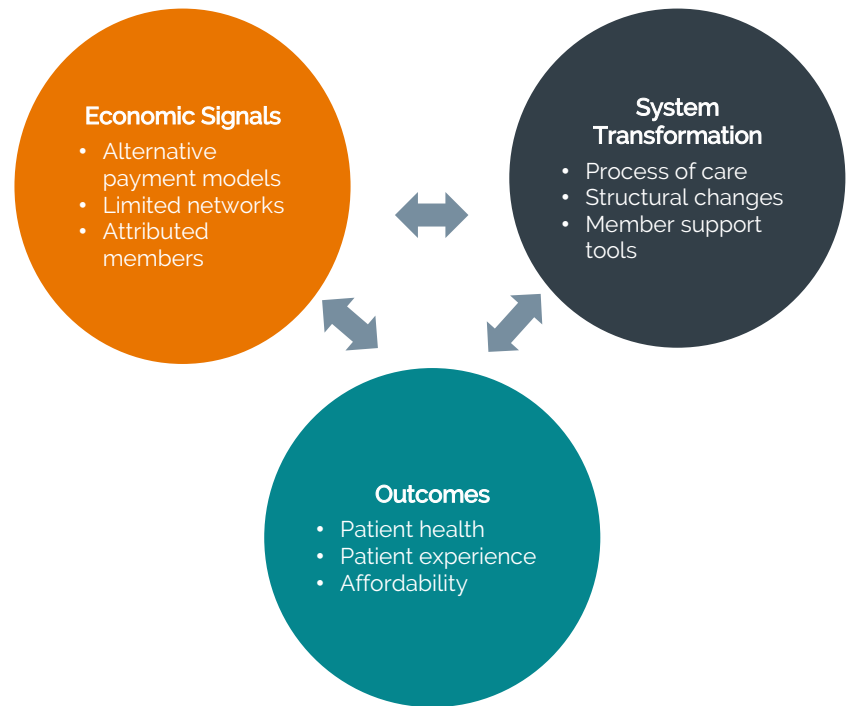 Economic Signals
• Alternative
payment models
• Limited networks
• Attributed
members
System
Transformation
• Process of care
• Structural changes
• Member support
tools
Outcomes
• Patient health
• Patient experience
• Affordability